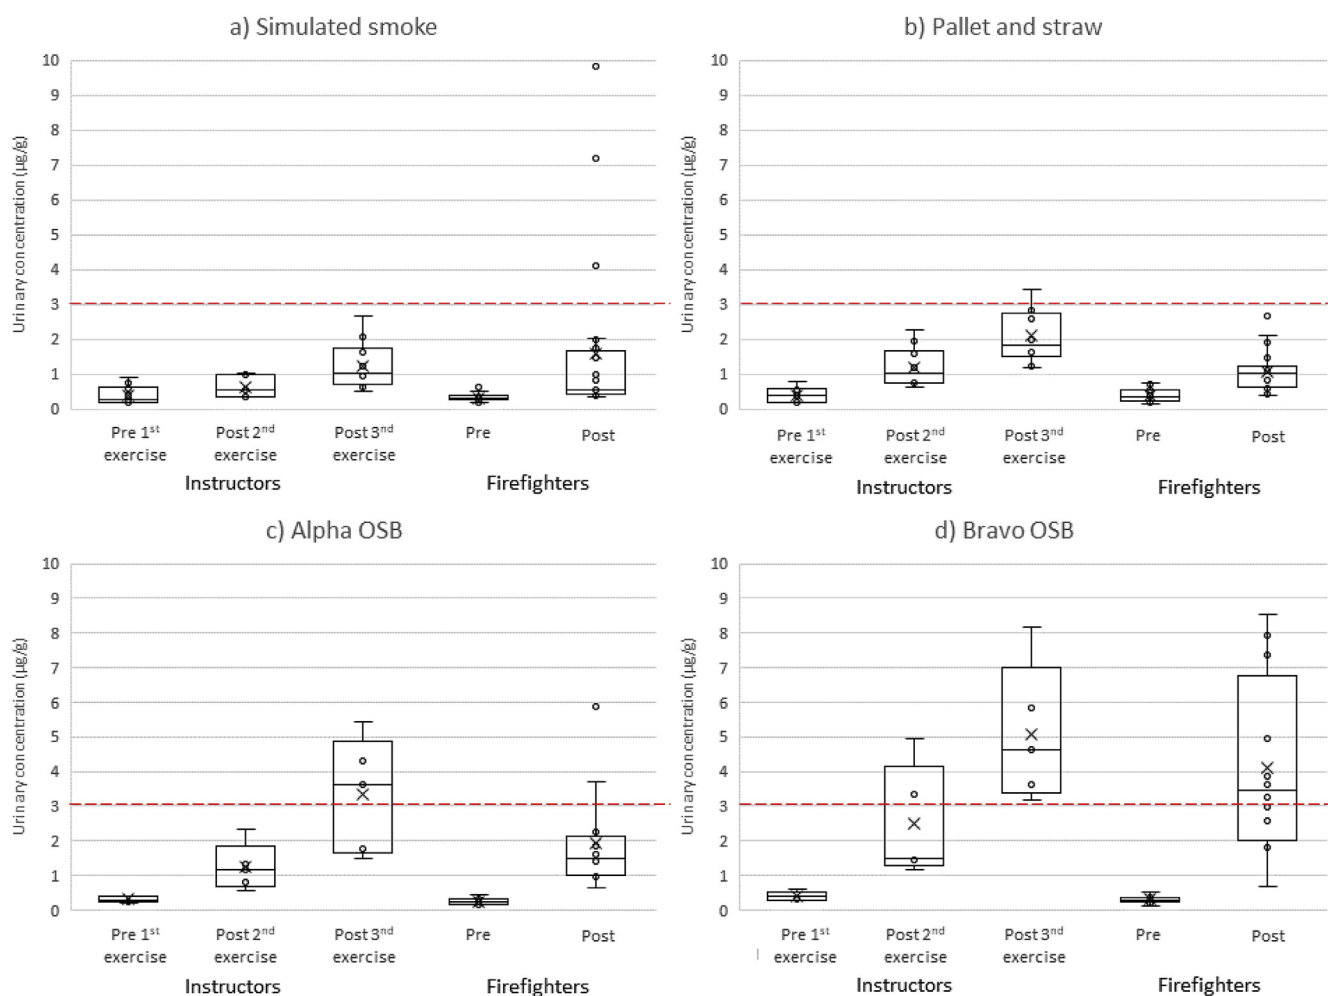 a) Simulated smoke
Urinary concentration (µg/g)
10
9
8
7
6
5
4
3
2
1
0
Pre 1st exercise
Post 2nd exercise
Post 3nd exercise
Pre
Post
Instructors
Firefighters
b) Pallet and straw
Urinary concentration (µg/g)
10
9
8
7
6
5
4
3
2
1
0
Pre 1st exercise
Post 2nd exercise
Post 3nd exercise
Pre
Post
Instructors
Firefighters
c) Alpha OSB
Urinary concentration (µg/g)
10
9
8
7
6
5
4
3
2
1
0
Pre 1st exercise
Post 2nd exercise
Post 3nd exercise
Pre
Post
Instructors
Firefighters
d) Bravo OSB
Urinary concentration (µg/g)
10
9
8
7
6
5
4
3
2
1
0
Pre 1st exercise
Post 2nd exercise
Post 3nd exercise
Pre
Post
Instructors
Firefighters